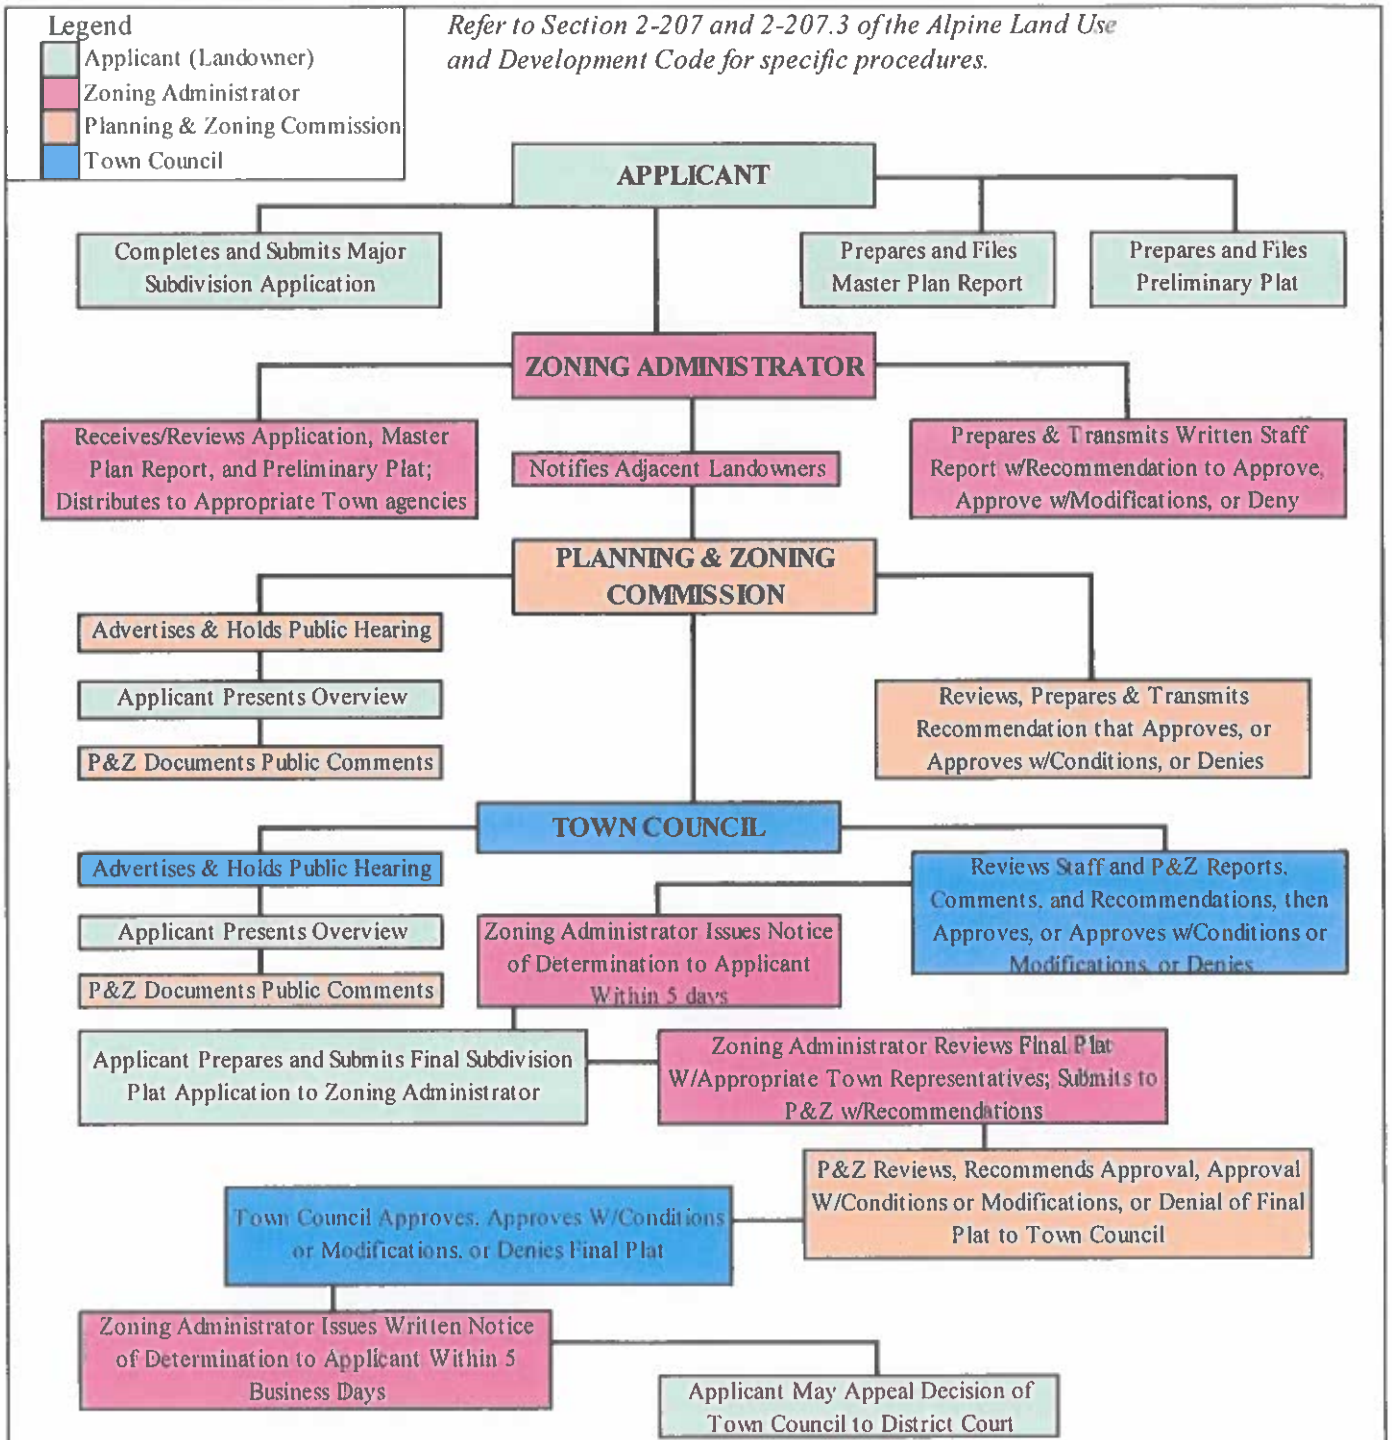 Legend
Applicant (Landowner)
Zoning Administrator
Planning & Zoning Commission
Town Council
Refer to Section 2-207 and 2-207.3 of the Alpine Land Use
and Development Code for specific procedures.
APPLICANT
Completes and Submits Major
Subdivision Application
Prepares and Files
Master Plan Report
Prepares and Files
Preliminary Plat
ZONING ADMINISTRATOR
Receives/Reviews Application, Master
Plan Report, and Preliminary Plat;
Distributes to Appropriate Town agencies
Notifies Adjacent Landowners
Prepares & Transmits Written Staff
Report w/Recommendation to Approve,
Approve w/Modifications, or Deny
PLANNING & ZONING
COMMISSION
Advertises & Holds Public Hearing
Applicant Presents Overview
P&Z Documents Public Comments
Reviews, Prepares & Transmits
Recommendation that Approves, or
Approves w/Conditions, or Denies
TOWN COUNCIL
Advertises & Holds Public Hearing
Applicant Presents Overview
P&Z Documents Public Comments
Reviews Staff and P&Z Reports,
Comments, and Recommendations, then
Approves, or Approves w/Conditions or
Modifications, or Denies
Zoning Administrator Issues Notice
of Determination to Applicant
Within 5 days
Applicant Prepares and Submits Final Subdivision
Plat Application to Zoning Administrator
Zoning Administrator Reviews Final Plat
W/Appropriate Town Representatives; Submits to
P&Z w/Recommendations
P&Z Reviews, Recommends Approval, Approval
W/Conditions or Modifications, or Denial of Final
Plat to Town Council
Town Council Approves, Approves W/Conditions
or Modifications, or Denies Final Plat
Zoning Administrator Issues Written Notice
of Determination to Applicant Within 5
Business Days
Applicant May Appeal Decision of
Town Council to District Court